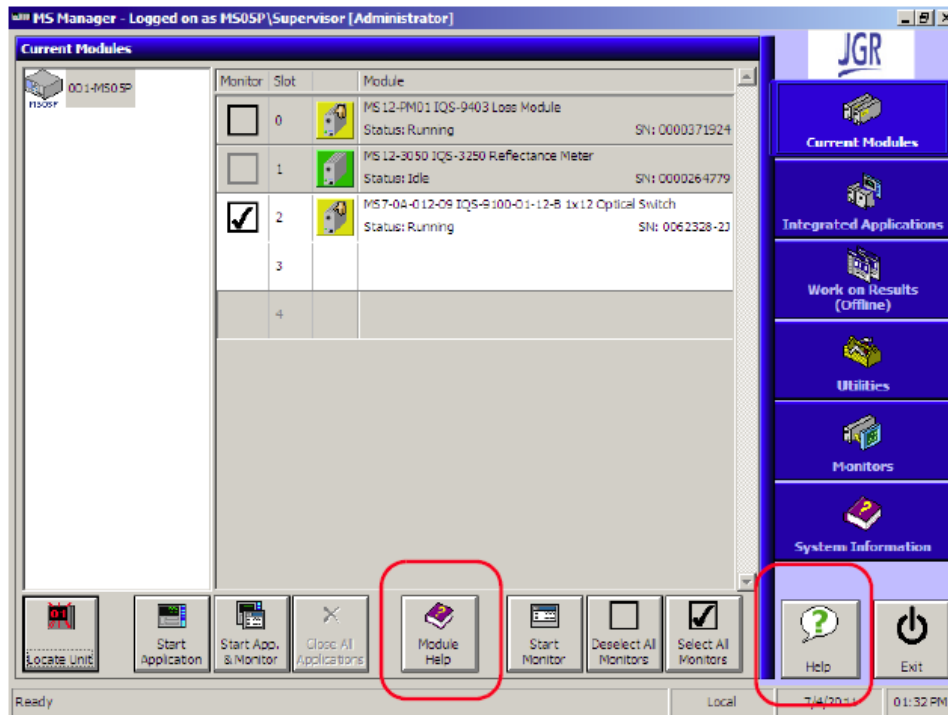 MS Manager - Logged on as MS05P\Supervisor [Administrator]
Current Modules
JGR
001-MS05P
MS05P
Monitor Slot Module
0 MS12-PM01 IQS-9403 Loss Module
Status: Running SN: 0000371924
1 MS12-3050 IQS-3250 Reflectance Meter
Status: Idle SN: 0000264779
2 MS7-0A-012-09 IQS-9100-01-12-B 1x12 Optical Switch
Status: Running SN: 0062328-2J
3
4
Current Modules
Integrated Applications
Work on Results
(Offline)
Utilities
Monitors
System Information
Locate Unit
Start
Application
Start App.
& Monitor
Close All
Applications
Module
Help
Start
Monitor
Deselect All
Monitors
Select All
Monitors
Help
Exit
Ready Local 01:32 PM